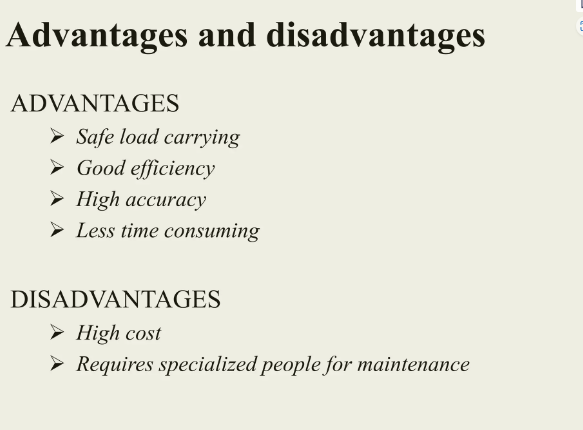 Advantages and disadvantages
ADVANTAGES
Safe load carrying
Good efficiency
High accuracy
Less time consuming
DISADVANTAGES
High cost
Requires specialized people for maintenance